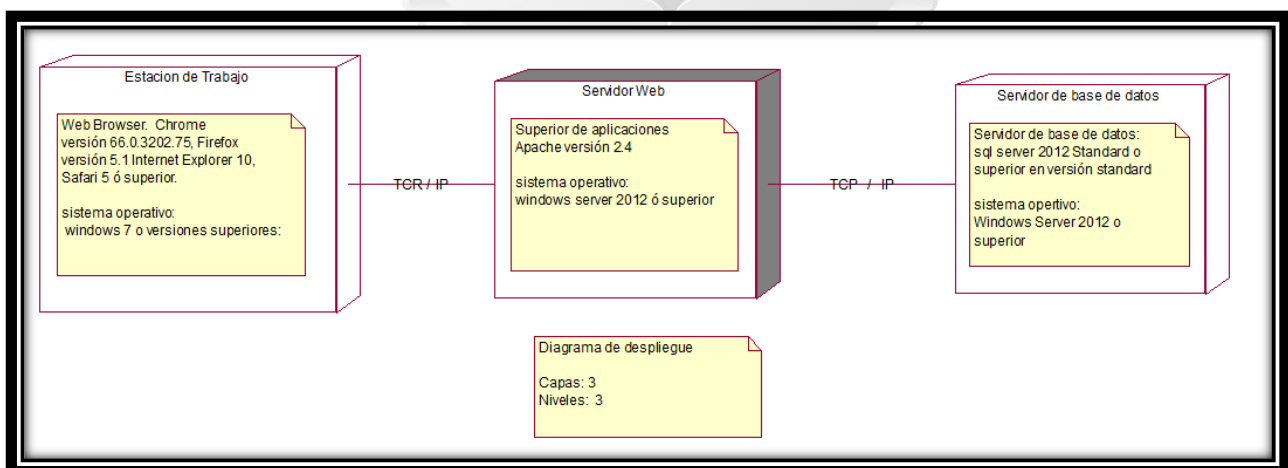 Estacion de Trabajo
Web Browser. Chrome
versión 66.0.3202.75, Firefox
versión 5.1 Internet Explorer 10,
Safari 5 ó superior.
sistema operativo:
windows 7 o versiones superiores:
TCR / IP
Servidor Web
Superior de aplicaciones
Apache versión 2.4
sistema operativo:
windows server 2012 ó superior
TCP / IP
Servidor de base de datos
Servidor de base de datos:
sql server 2012 Standard o
superior en versión standard
sistema opertivo:
Windows Server 2012 o
superior
Diagrama de despliegue
Capas: 3
Niveles: 3